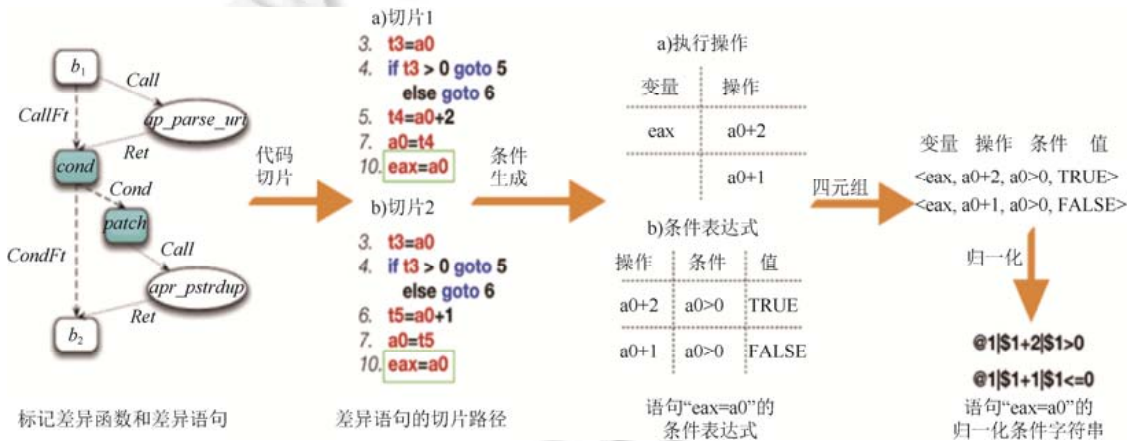 b1
Call
CallFt
ap_parse_uri
Ret
cond
Cond
patch
CondFt
Call
apr_pstrdup
Ret
b2
标记差异函数和差异语句
代码
切片
a)切片1
3. t3=a0
4. if t3 > 0 goto 5
else goto 6
5. t4=a0+2
7. a0=t4
10. eax=a0
b)切片2
3. t3=a0
4. if t3 > 0 goto 5
else goto 6
6. t5=a0+1
7. a0=t5
10. eax=a0
差异语句的切片路径
条件
生成
a)执行操作
变量 操作
eax a0+2
a0+1
b)条件表达式
操作 条件 值
a0+2 a0>0 TRUE
a0+1 a0>0 FALSE
语句“eax=a0”的
条件表达式
四元组
变量 操作 条件 值
<eax, a0+2, a0>0, TRUE>
<eax, a0+1, a0>0, FALSE>
归一化
@1|$1+2|$1>0
@1|$1+1|$1<=0
语句“eax=a0”的
归一化条件字符串